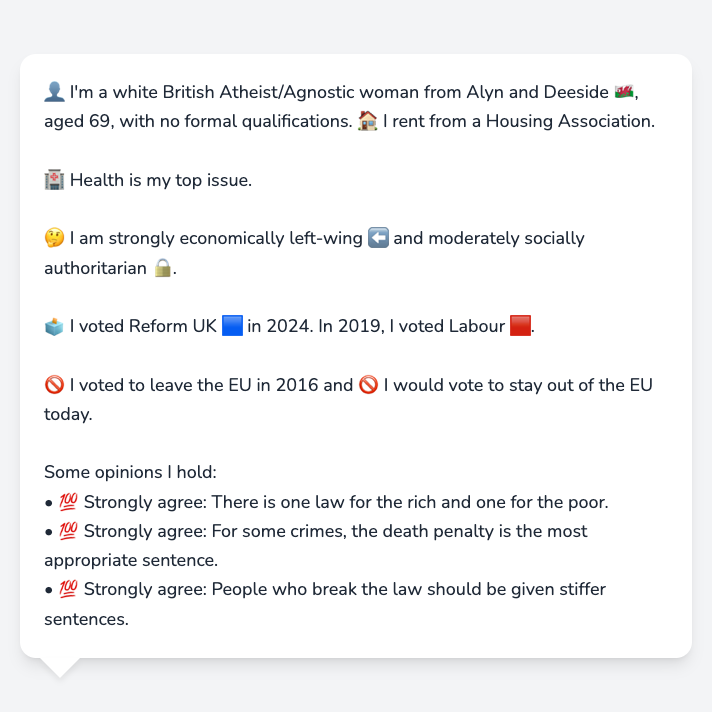 👤 I'm a white British Atheist/Agnostic woman from Alyn and Deeside 🏴󠁧󠁢󠁷󠁬󠁳󠁿,
aged 69, with no formal qualifications. 🏠 I rent from a Housing Association.
🏥 Health is my top issue.
🤔 I am strongly economically left-wing ⬅️ and moderately socially
authoritarian 🔒.
🗳️ I voted Reform UK 🟦 in 2024. In 2019, I voted Labour 🟥.
🚫 I voted to leave the EU in 2016 and 🚫 I would vote to stay out of the EU
today.
Some opinions I hold:
• 💯 Strongly agree: There is one law for the rich and one for the poor.
• 💯 Strongly agree: For some crimes, the death penalty is the most
appropriate sentence.
• 💯 Strongly agree: People who break the law should be given stiffer
sentences.